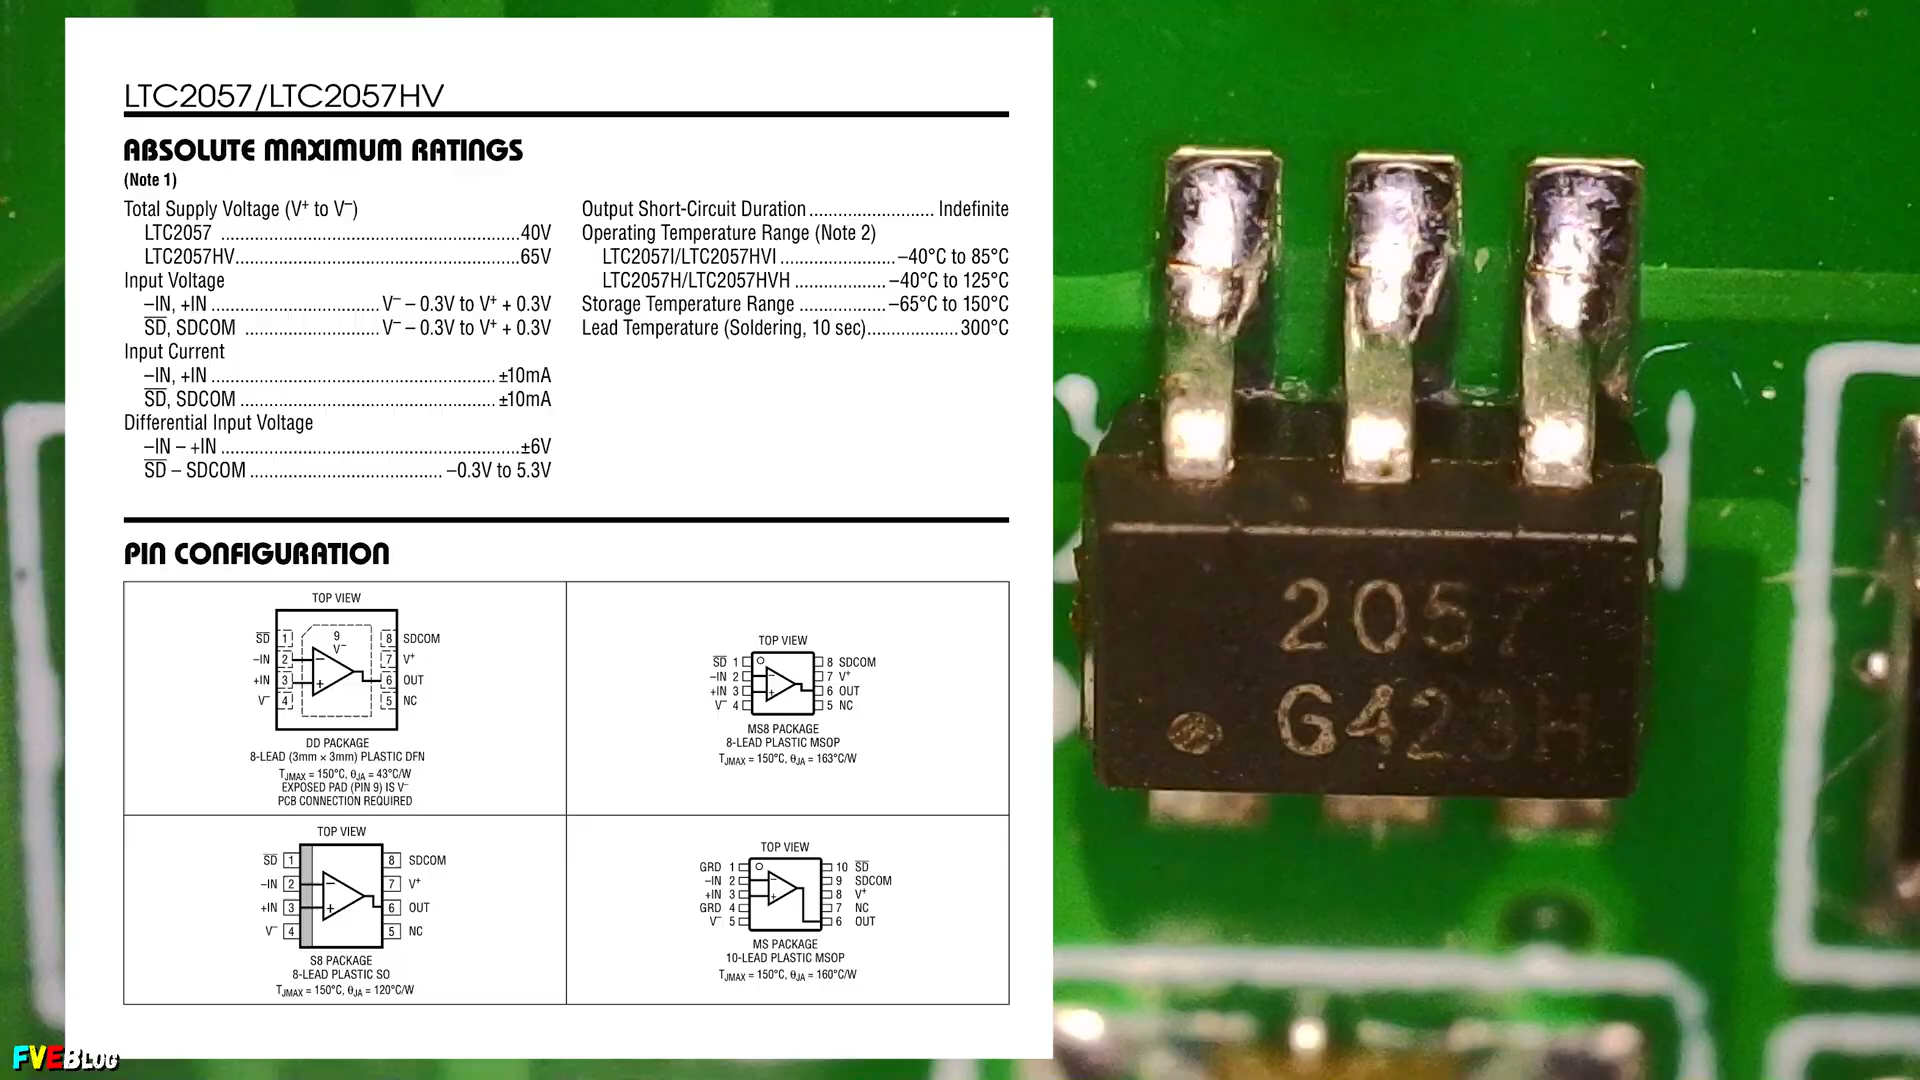 LTC2057/LTC2057HV
ABSOLUTE MAXIMUM RATINGS
(Note 1)
Total Supply Voltage (V⁺ to V⁻)
LTC2057 ............................................................... 40V
LTC2057HV........................................................... 65V
Input Voltage
–IN, +IN ................................... V⁻ – 0.3V to V⁺ + 0.3V
S̅D̅, SDCOM ............................ V⁻ – 0.3V to V⁺ + 0.3V
Input Current
–IN, +IN ........................................................... ±10mA
S̅D̅, SDCOM ..................................................... ±10mA
Differential Input Voltage
–IN – +IN .............................................................. ±6V
S̅D̅ – SDCOM ........................................ –0.3V to 5.3V
Output Short-Circuit Duration .......................... Indefinite
Operating Temperature Range (Note 2)
LTC2057I/LTC2057HVI ........................ –40°C to 85°C
LTC2057H/LTC2057HVH ................... –40°C to 125°C
Storage Temperature Range .................. –65°C to 150°C
Lead Temperature (Soldering, 10 sec)................... 300°C
PIN CONFIGURATION
TOP VIEW
S̅D̅ 1 9 8 SDCOM
V⁻
–IN 2 – 7 V⁺
+IN 3 + 6 OUT
V⁻ 4 5 NC
DD PACKAGE
8-LEAD (3mm × 3mm) PLASTIC DFN
TJMAX = 150°C, θJA = 43°C/W
EXPOSED PAD (PIN 9) IS V⁻
PCB CONNECTION REQUIRED
TOP VIEW
S̅D̅ 1 8 SDCOM
–IN 2 – 7 V⁺
+IN 3 + 6 OUT
V⁻ 4 5 NC
MS8 PACKAGE
8-LEAD PLASTIC MSOP
TJMAX = 150°C, θJA = 163°C/W
TOP VIEW
S̅D̅ 1 8 SDCOM
–IN 2 – 7 V⁺
+IN 3 + 6 OUT
V⁻ 4 5 NC
S8 PACKAGE
8-LEAD PLASTIC SO
TJMAX = 150°C, θJA = 120°C/W
TOP VIEW
GRD 1 10 S̅D̅
–IN 2 – 9 SDCOM
+IN 3 + 8 V⁺
GRD 4 7 NC
V⁻ 5 6 OUT
MS PACKAGE
10-LEAD PLASTIC MSOP
TJMAX = 150°C, θJA = 160°C/W
2057
G423H
FVEBLOG